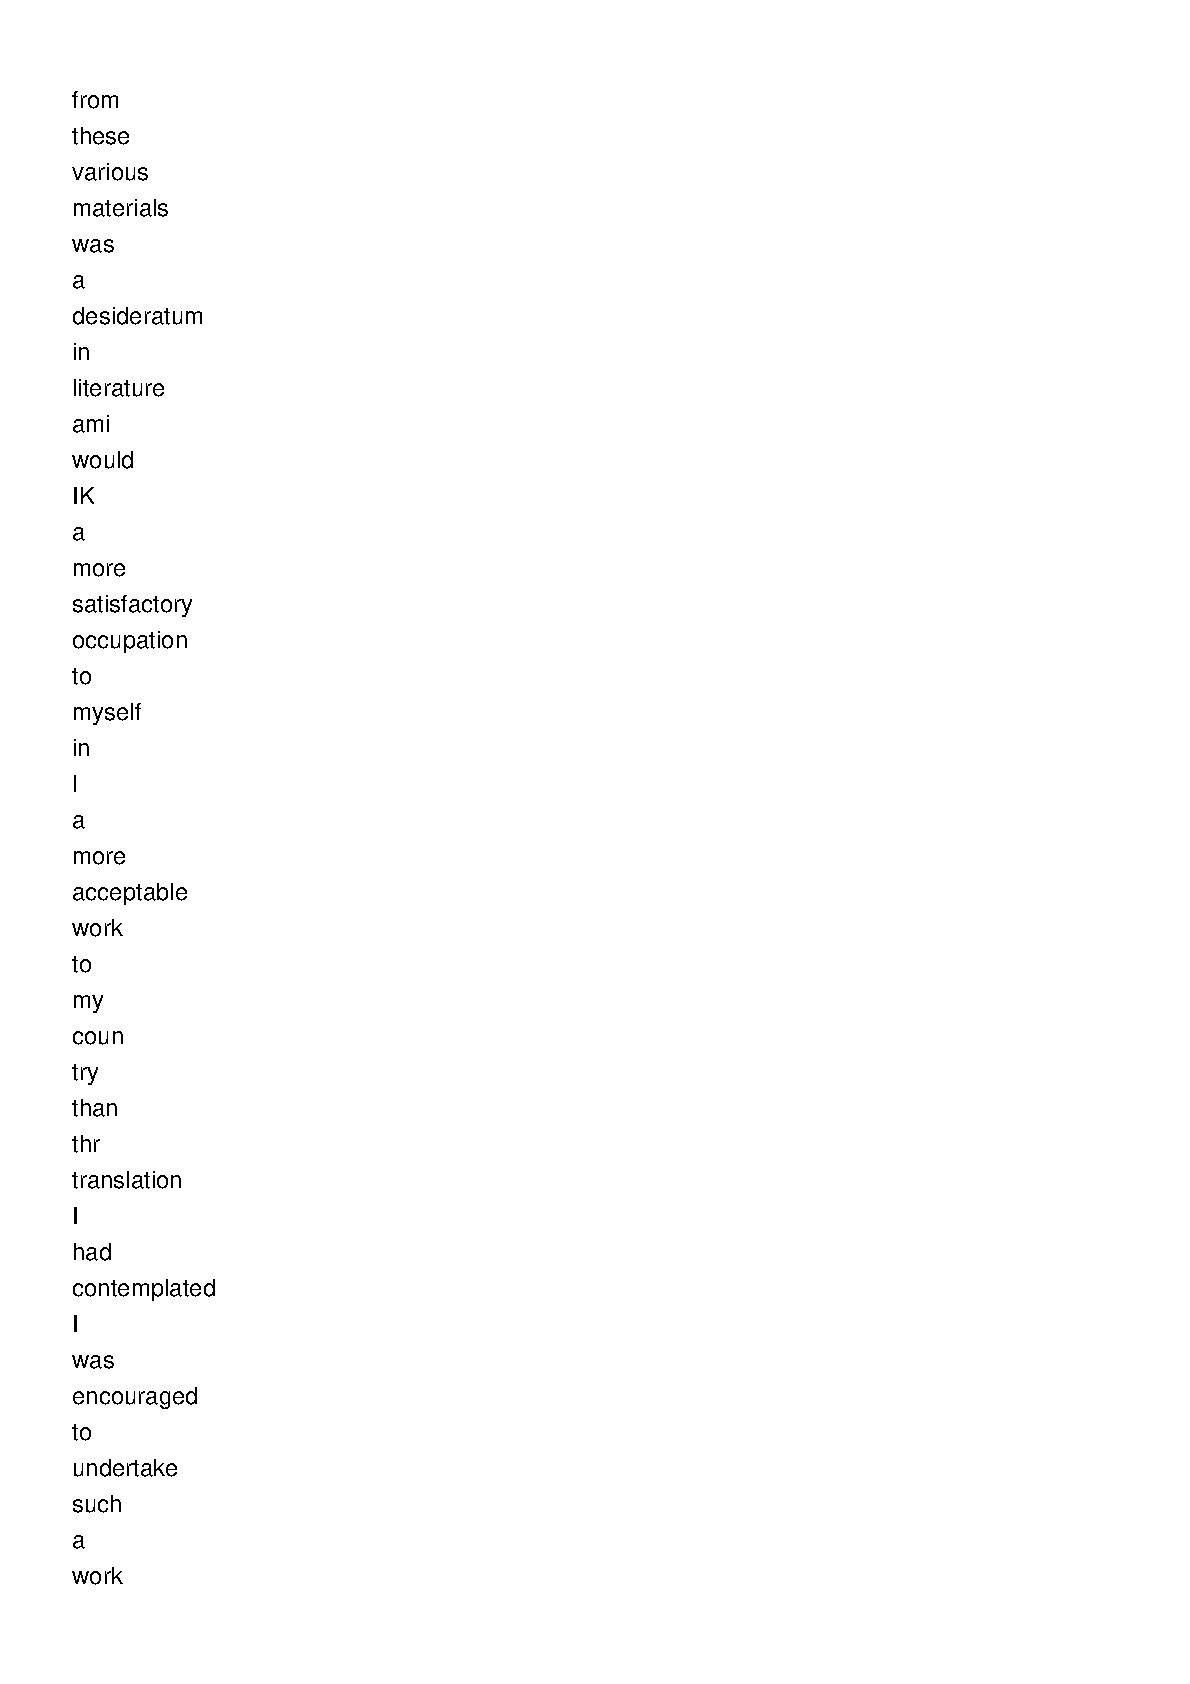 from
these
various
materials
was
a
desideratum
in
literature
ami
would
IK
a
more
satisfactory
occupation
to
myself
in
I
a
more
acceptable
work
to
my
coun
try
than
thr
translation
I
had
contemplated
I
was
encouraged
to
undertake
such
a
work